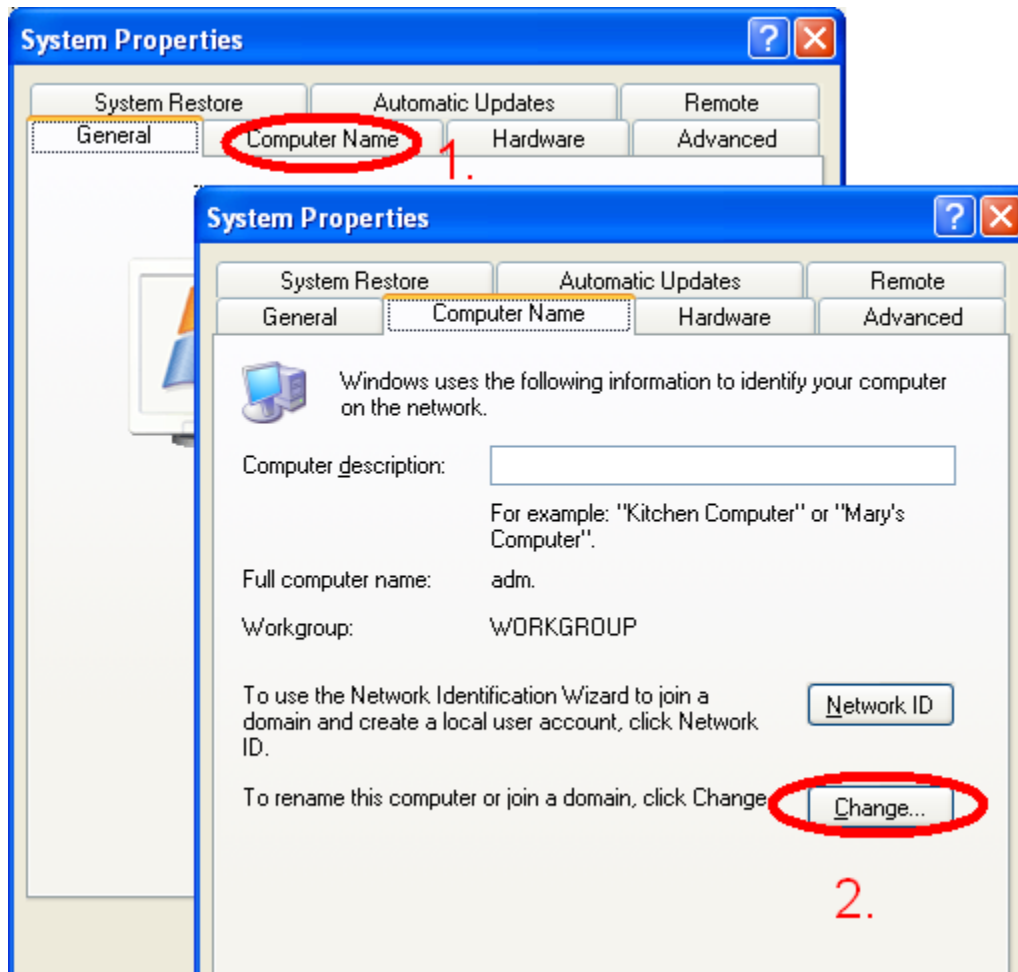 System Properties
System Restore Automatic Updates Remote
General Computer Name Hardware Advanced
1.
System Properties
System Restore Automatic Updates Remote
General Computer Name Hardware Advanced
Windows uses the following information to identify your computer
on the network.
Computer description:
For example: "Kitchen Computer" or "Mary's
Computer".
Full computer name: adm.
Workgroup: WORKGROUP
To use the Network Identification Wizard to join a
domain and create a local user account, click Network
ID.
Network ID
To rename this computer or join a domain, click Change
Change...
2.